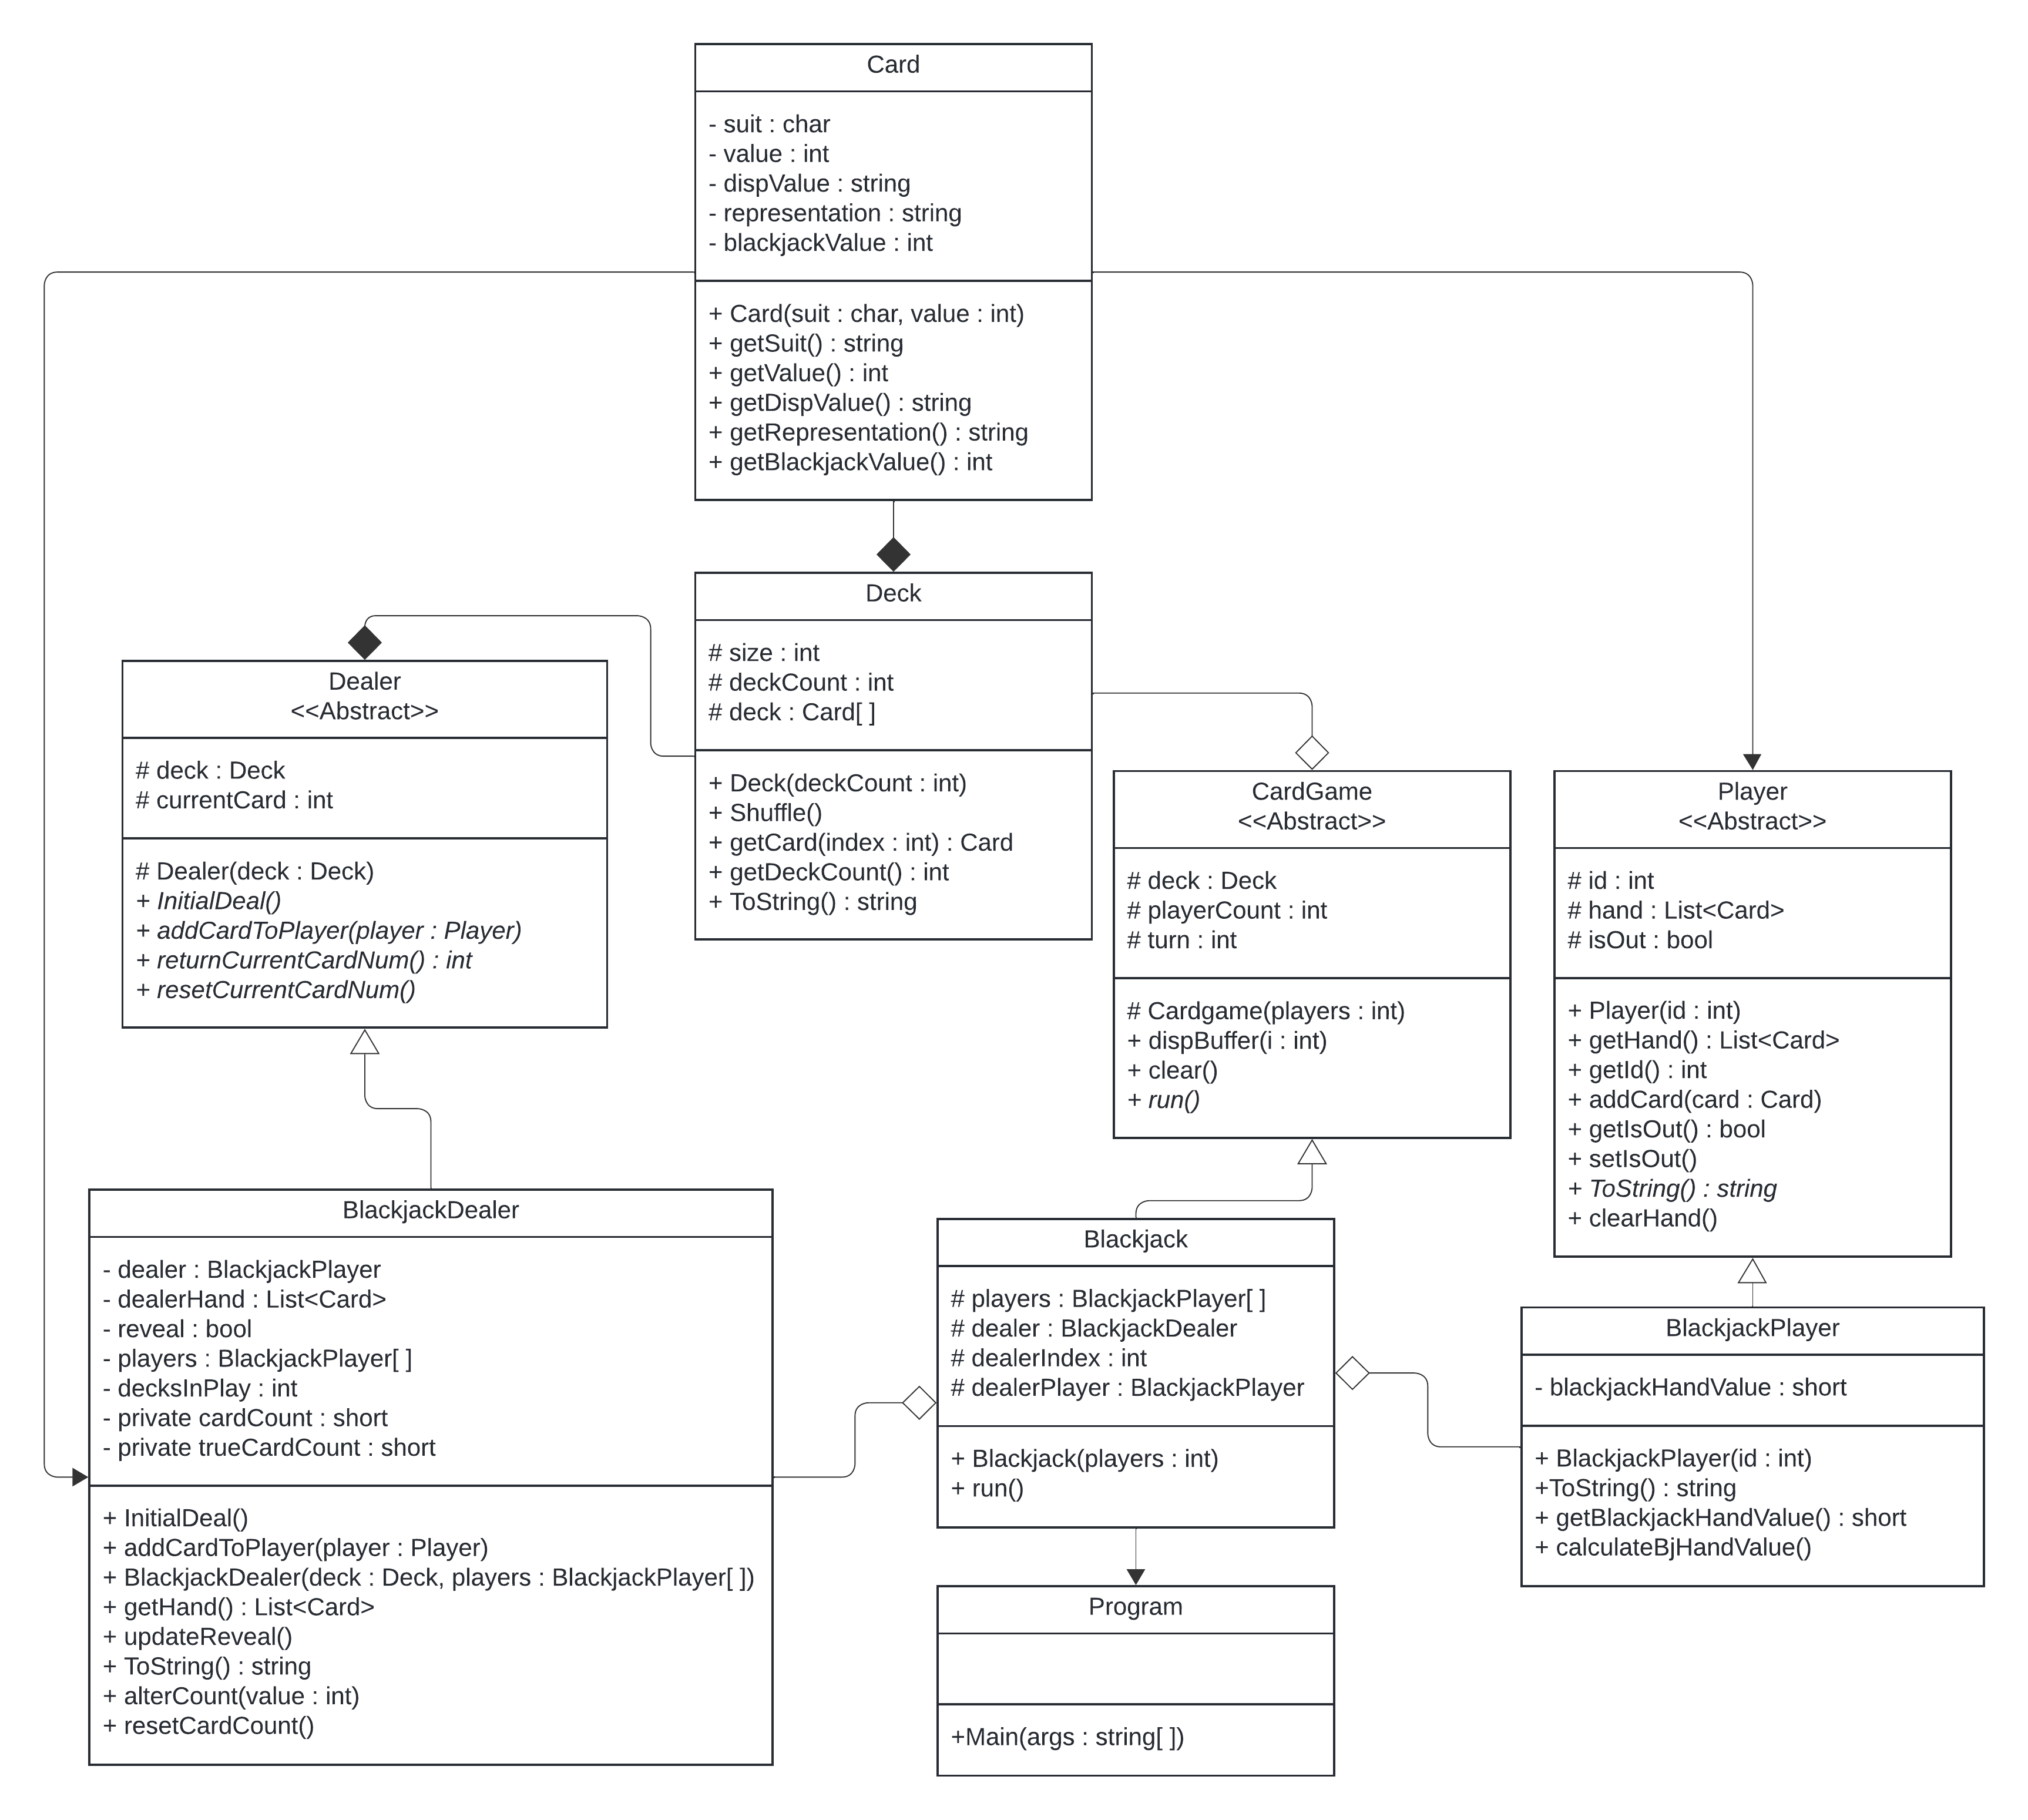 Card
- suit : char
- value : int
- dispValue : string
- representation : string
- blackjackValue : int
+ Card(suit : char, value : int)
+ getSuit() : string
+ getValue() : int
+ getDispValue() : string
+ getRepresentation() : string
+ getBlackjackValue() : int
Deck
# size : int
# deckCount : int
# deck : Card[ ]
+ Deck(deckCount : int)
+ Shuffle()
+ getCard(index : int) : Card
+ getDeckCount() : int
+ ToString() : string
Dealer
<<Abstract>>
# deck : Deck
# currentCard : int
# Dealer(deck : Deck)
+ InitialDeal()
+ addCardToPlayer(player : Player)
+ returnCurrentCardNum() : int
+ resetCurrentCardNum()
CardGame
<<Abstract>>
# deck : Deck
# playerCount : int
# turn : int
# Cardgame(players : int)
+ dispBuffer(i : int)
+ clear()
+ run()
Player
<<Abstract>>
# id : int
# hand : List<Card>
# isOut : bool
+ Player(id : int)
+ getHand() : List<Card>
+ getId() : int
+ addCard(card : Card)
+ getIsOut() : bool
+ setIsOut()
+ ToString() : string
+ clearHand()
BlackjackDealer
- dealer : BlackjackPlayer
- dealerHand : List<Card>
- reveal : bool
- players : BlackjackPlayer[ ]
- decksInPlay : int
- private cardCount : short
- private trueCardCount : short
+ InitialDeal()
+ addCardToPlayer(player : Player)
+ BlackjackDealer(deck : Deck, players : BlackjackPlayer[ ])
+ getHand() : List<Card>
+ updateReveal()
+ ToString() : string
+ alterCount(value : int)
+ resetCardCount()
Blackjack
# players : BlackjackPlayer[ ]
# dealer : BlackjackDealer
# dealerIndex : int
# dealerPlayer : BlackjackPlayer
+ Blackjack(players : int)
+ run()
BlackjackPlayer
- blackjackHandValue : short
+ BlackjackPlayer(id : int)
+ToString() : string
+ getBlackjackHandValue() : short
+ calculateBjHandValue()
Program
+Main(args : string[ ])